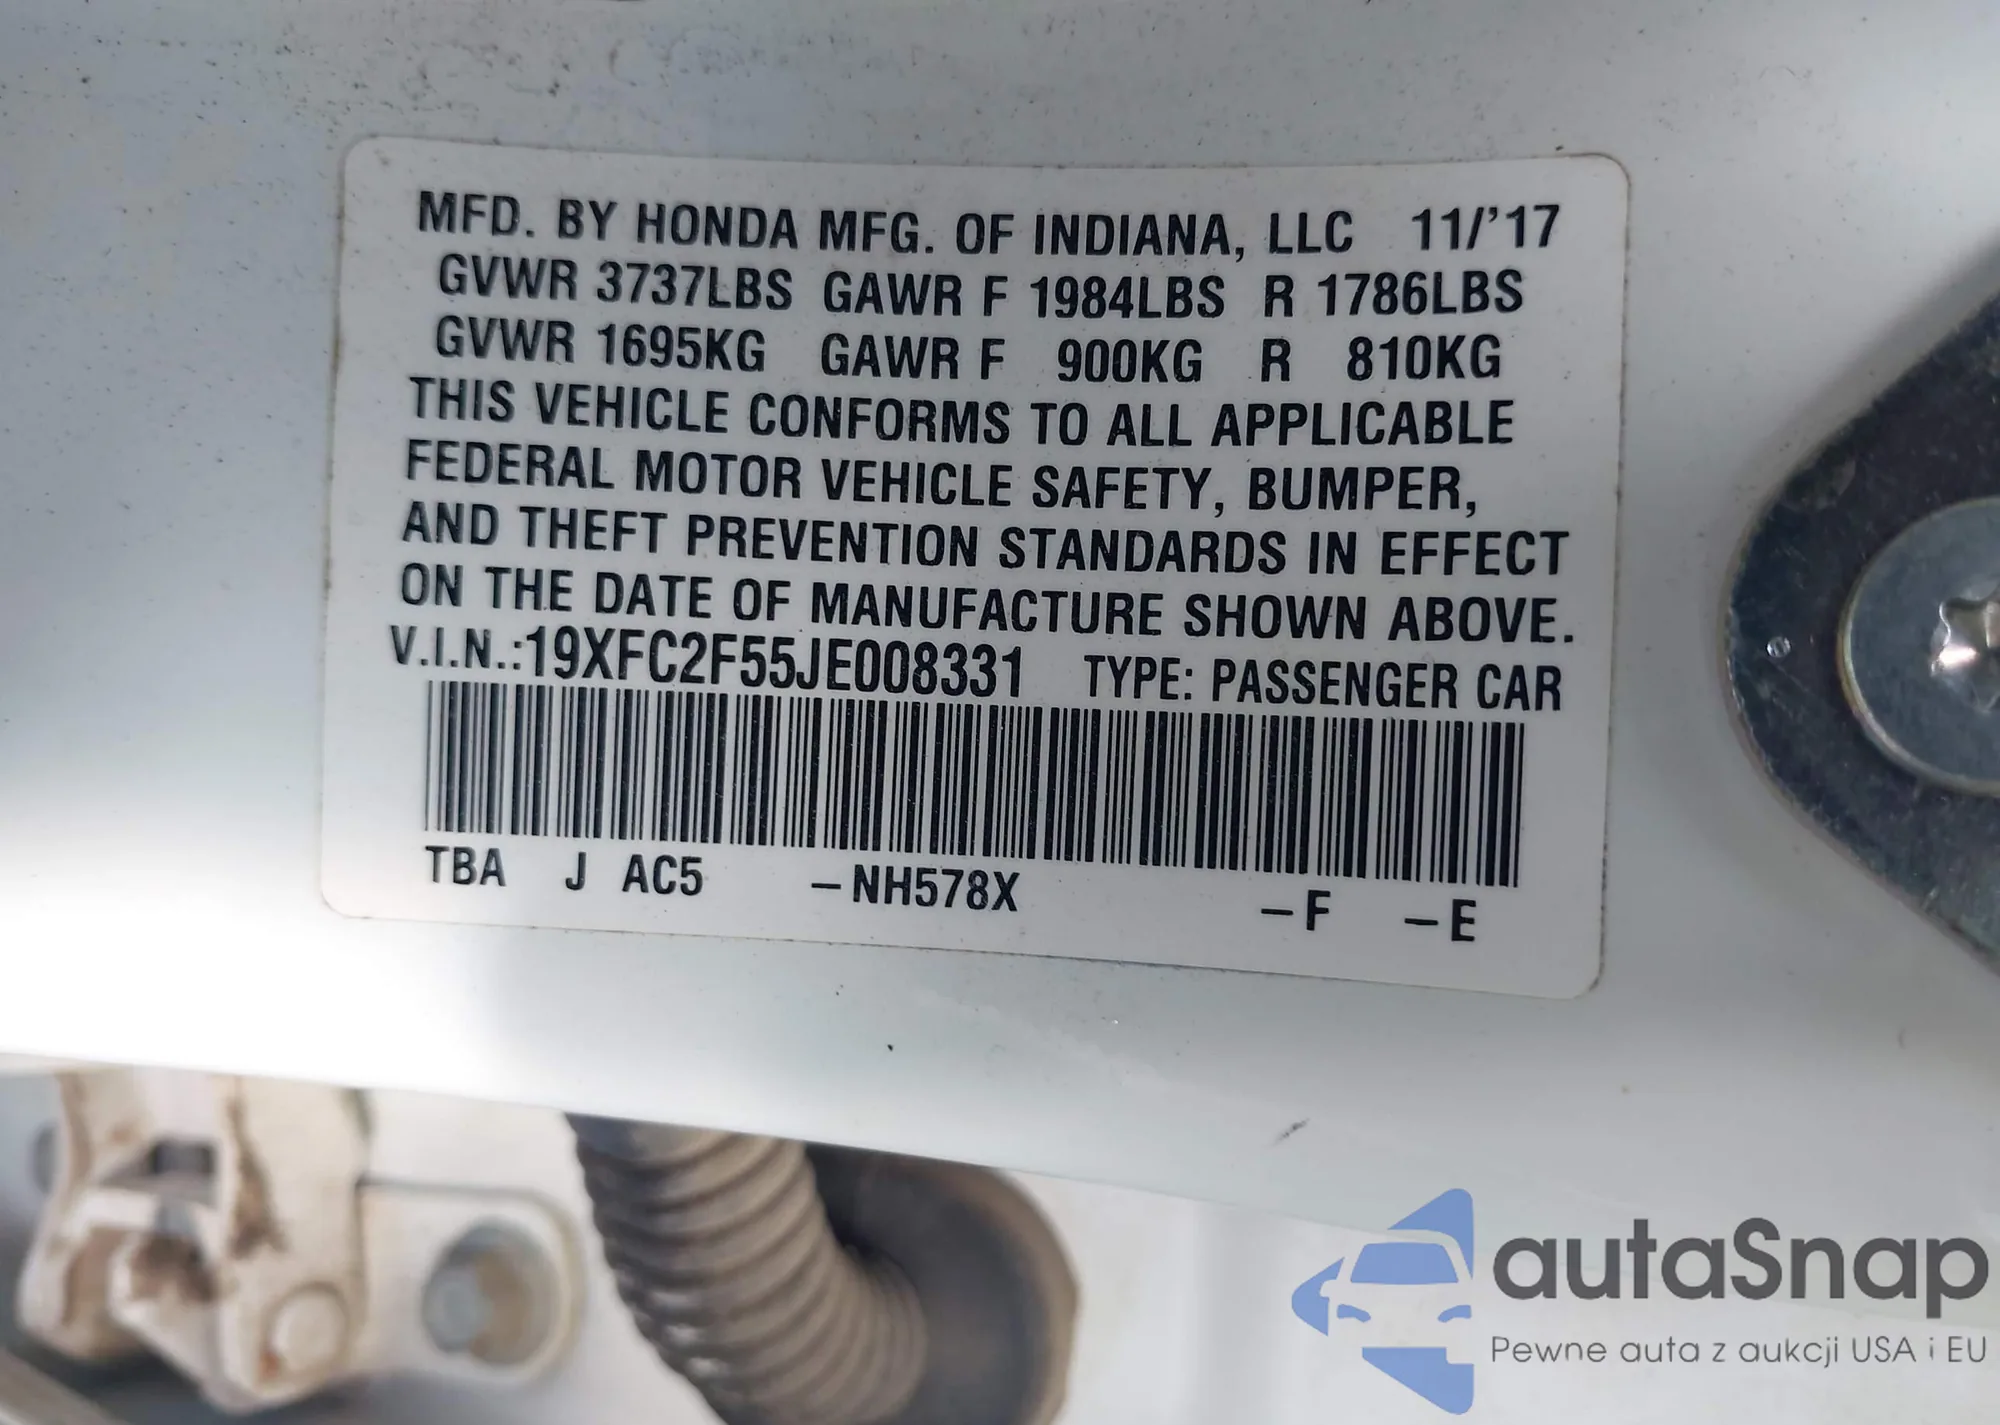 MFD. BY HONDA MFG. OF INDIANA, LLC 11/'17
GVWR 3737LBS GAWR F 1984LBS R 1786LBS
GVWR 1695KG GAWR F 900KG R 810KG
THIS VEHICLE CONFORMS TO ALL APPLICABLE
FEDERAL MOTOR VEHICLE SAFETY, BUMPER,
AND THEFT PREVENTION STANDARDS IN EFFECT
ON THE DATE OF MANUFACTURE SHOWN ABOVE.
V.I.N.:19XFC2F55JE008331 TYPE: PASSENGER CAR
TBA J AC5 –NH578X –F –E
autaSnap
Pewne auta z aukcji USA i EU